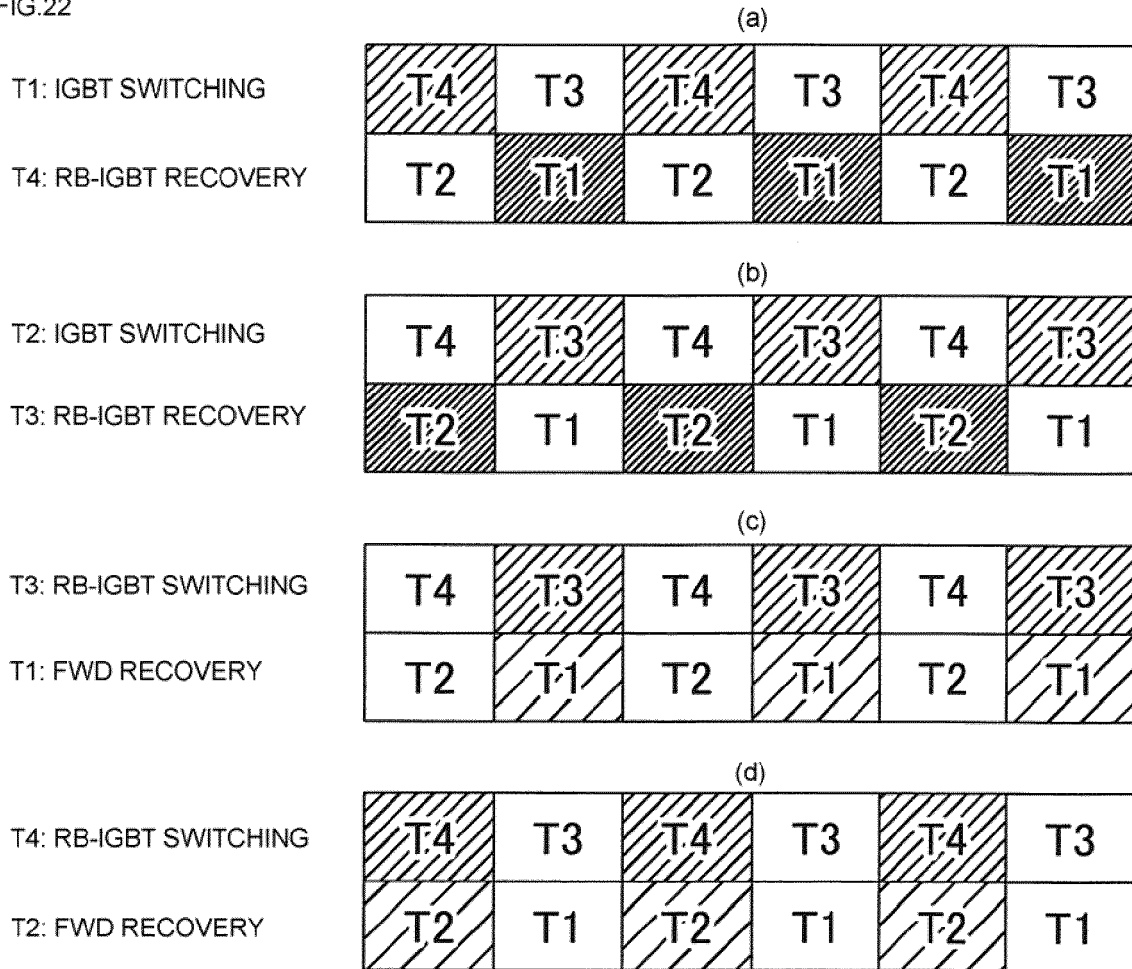 FIG.22
(a)
T1: IGBT SWITCHING
T4 T3 T4 T3 T4 T3
T4: RB-IGBT RECOVERY
T2 T1 T2 T1 T2 T1
(b)
T2: IGBT SWITCHING
T4 T3 T4 T3 T4 T3
T3: RB-IGBT RECOVERY
T2 T1 T2 T1 T2 T1
(c)
T3: RB-IGBT SWITCHING
T4 T3 T4 T3 T4 T3
T1: FWD RECOVERY
T2 T1 T2 T1 T2 T1
(d)
T4: RB-IGBT SWITCHING
T4 T3 T4 T3 T4 T3
T2: FWD RECOVERY
T2 T1 T2 T1 T2 T1